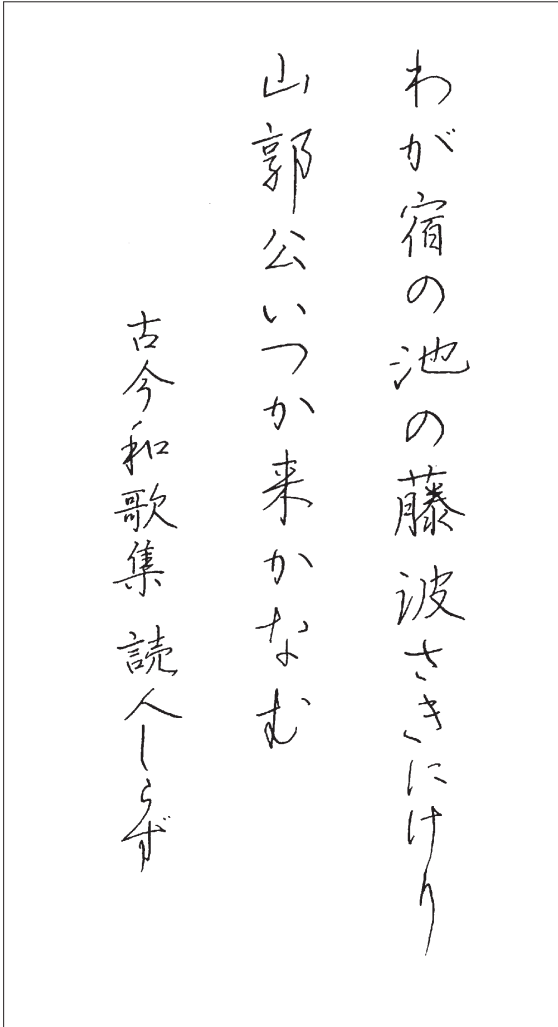 わが宿の池の藤波さきにけり
山郭公いつか来かなむ
古今和歌集 読人しらず